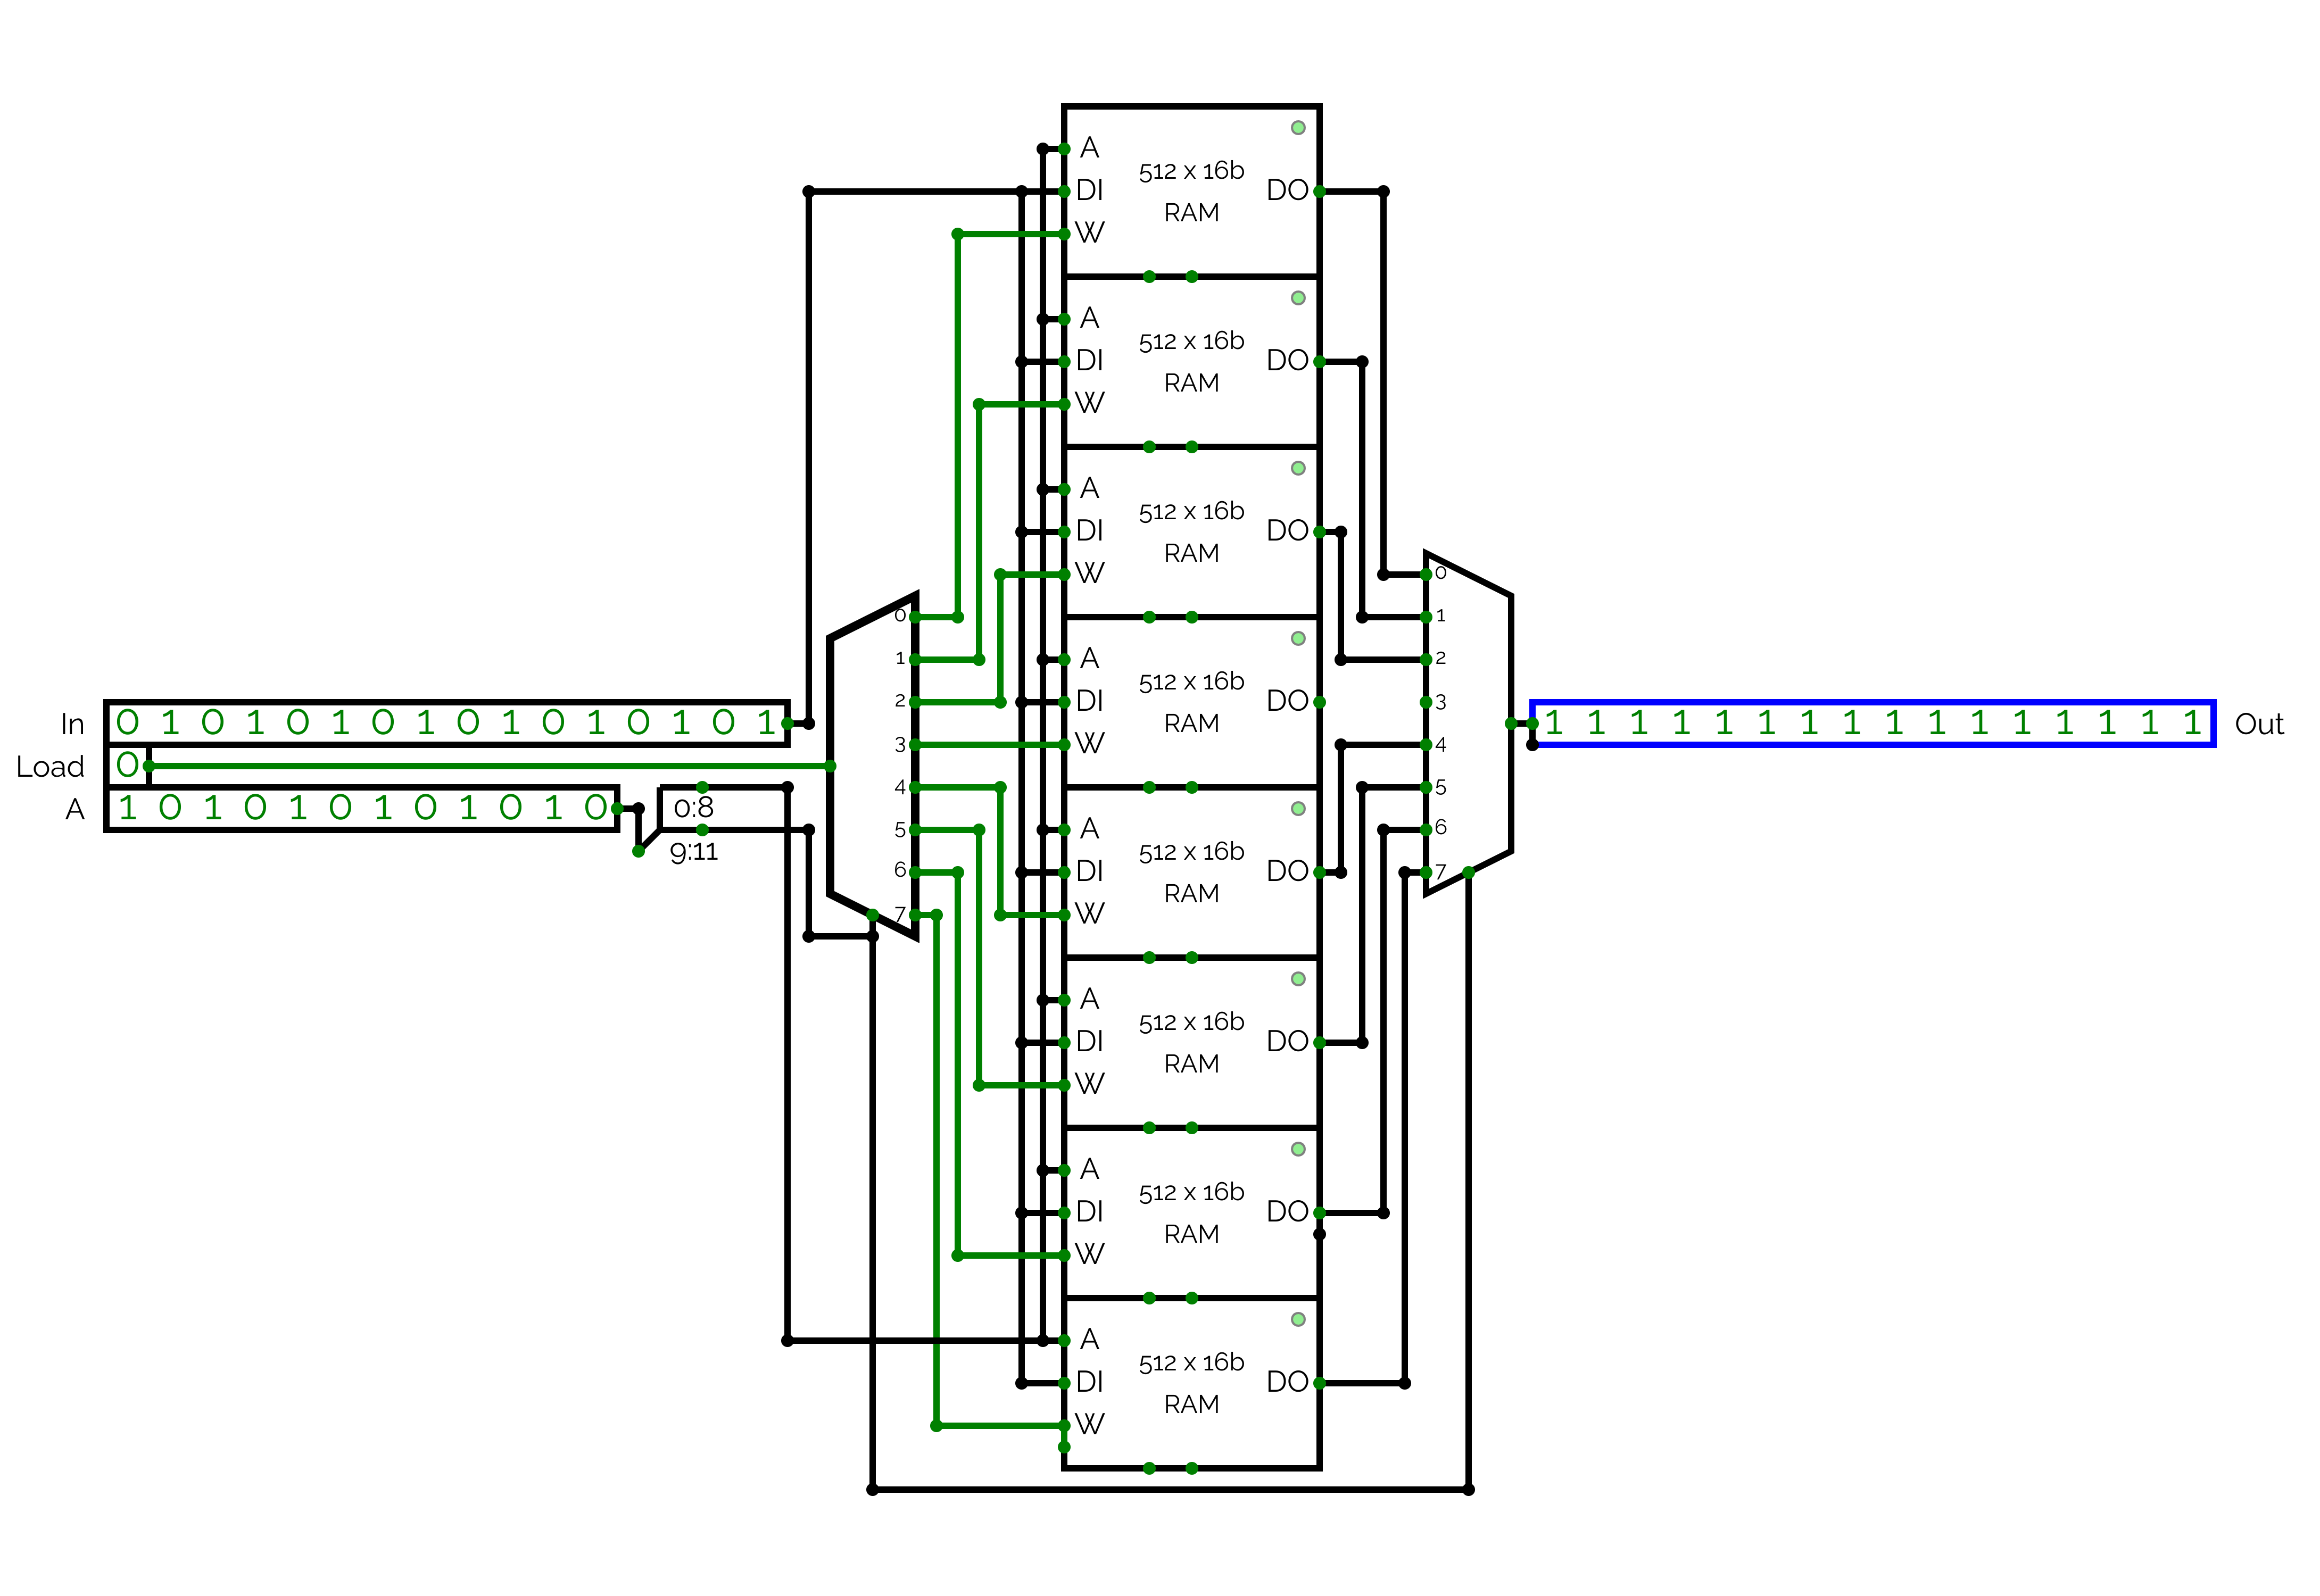 A
512 x 16b
DI
DO
RAM
W
A
512 x 16b
DI
DO
RAM
W
A
512 x 16b
DI
DO
RAM
W
A
512 x 16b
DI
DO
RAM
W
A
512 x 16b
DI
DO
RAM
W
A
512 x 16b
DI
DO
RAM
W
A
512 x 16b
DI
DO
RAM
W
A
512 x 16b
DI
DO
RAM
W
In 0 1 0 1 0 1 0 1 0 1 0 1 0 1 0 1
Load 0
A 1 0 1 0 1 0 1 0 1 0 1 0
0:8
9:11
0
1
2
3
4
5
6
7
0
1
2
3
4
5
6
7
1 1 1 1 1 1 1 1 1 1 1 1 1 1 1 1 Out